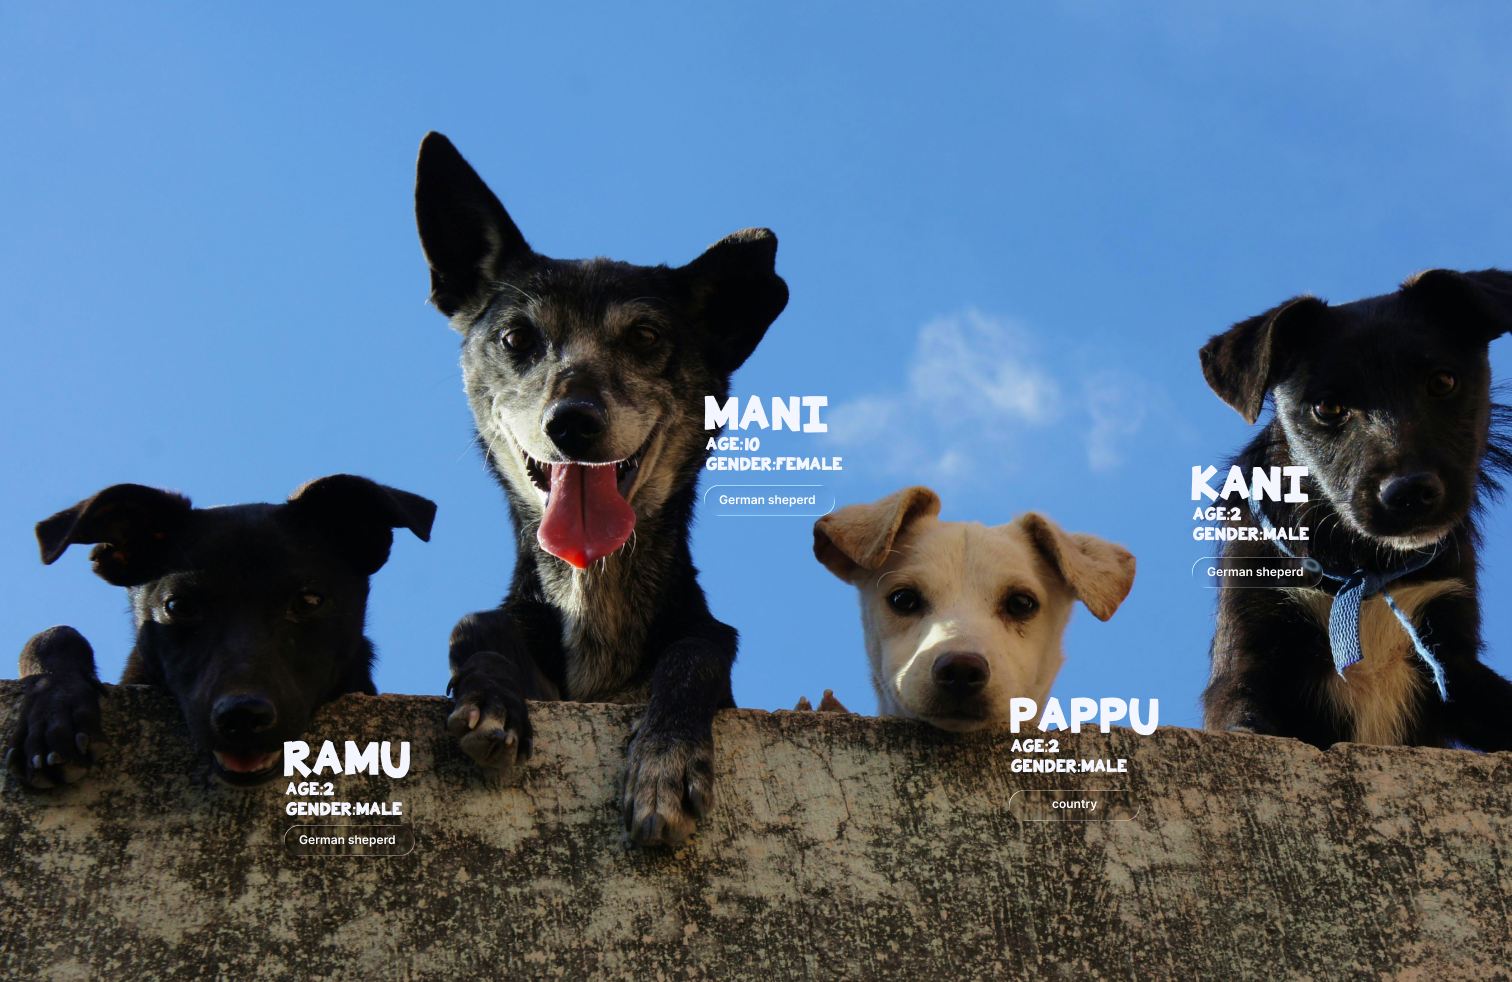 MANI
AGE:10
GENDER:FEMALE
German sheperd
KANI
AGE:2
GENDER:MALE
German sheperd
PAPPU
AGE:2
GENDER:MALE
country
RAMU
AGE:2
GENDER:MALE
German sheperd